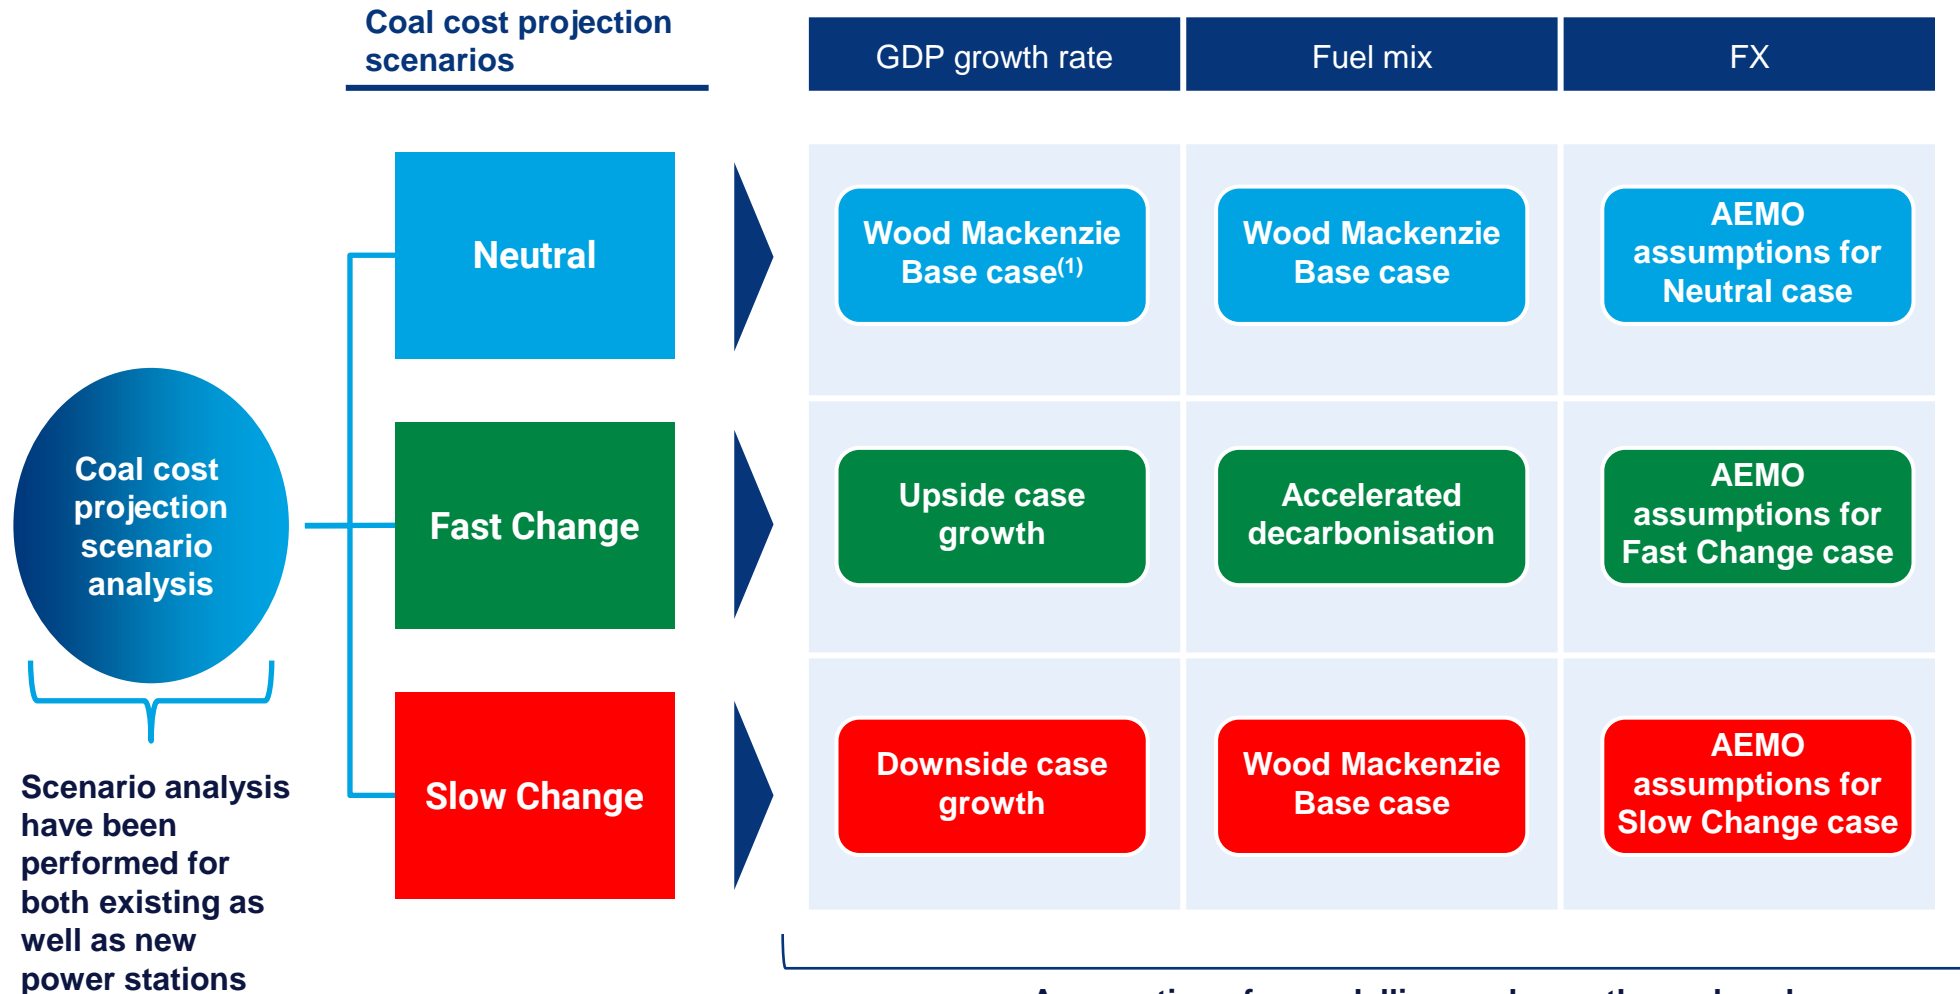 Coal cost projection
scenarios
GDP growth rate
Fuel mix
FX
Neutral
Wood Mackenzie
Base case(1)
Wood Mackenzie
Base case
AEMO
assumptions for
Neutral case
Coal cost
projection
scenario
analysis
Fast Change
Upside case
growth
Accelerated
decarbonisation
AEMO
assumptions for
Fast Change case
Slow Change
Downside case
growth
Wood Mackenzie
Base case
AEMO
assumptions for
Slow Change case
Scenario analysis
have been
performed for
both existing as
well as new
power stations